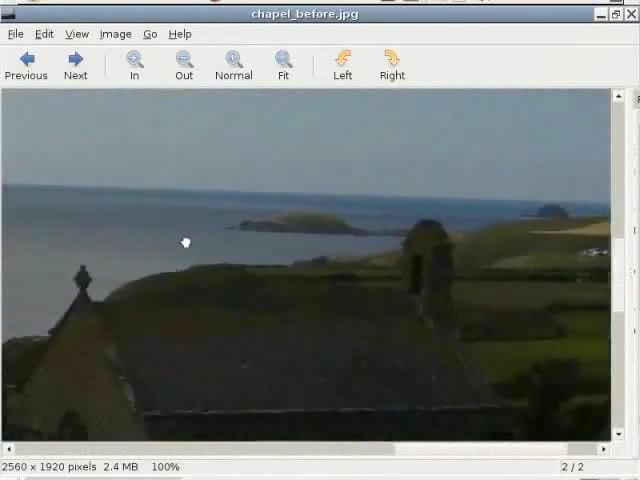 chapel_before.jpg
File Edit View Image Go Help
Previous Next In Out Normal Fit Left Right
2560 x 1920 pixels 2.4 MB 100% 2 / 2